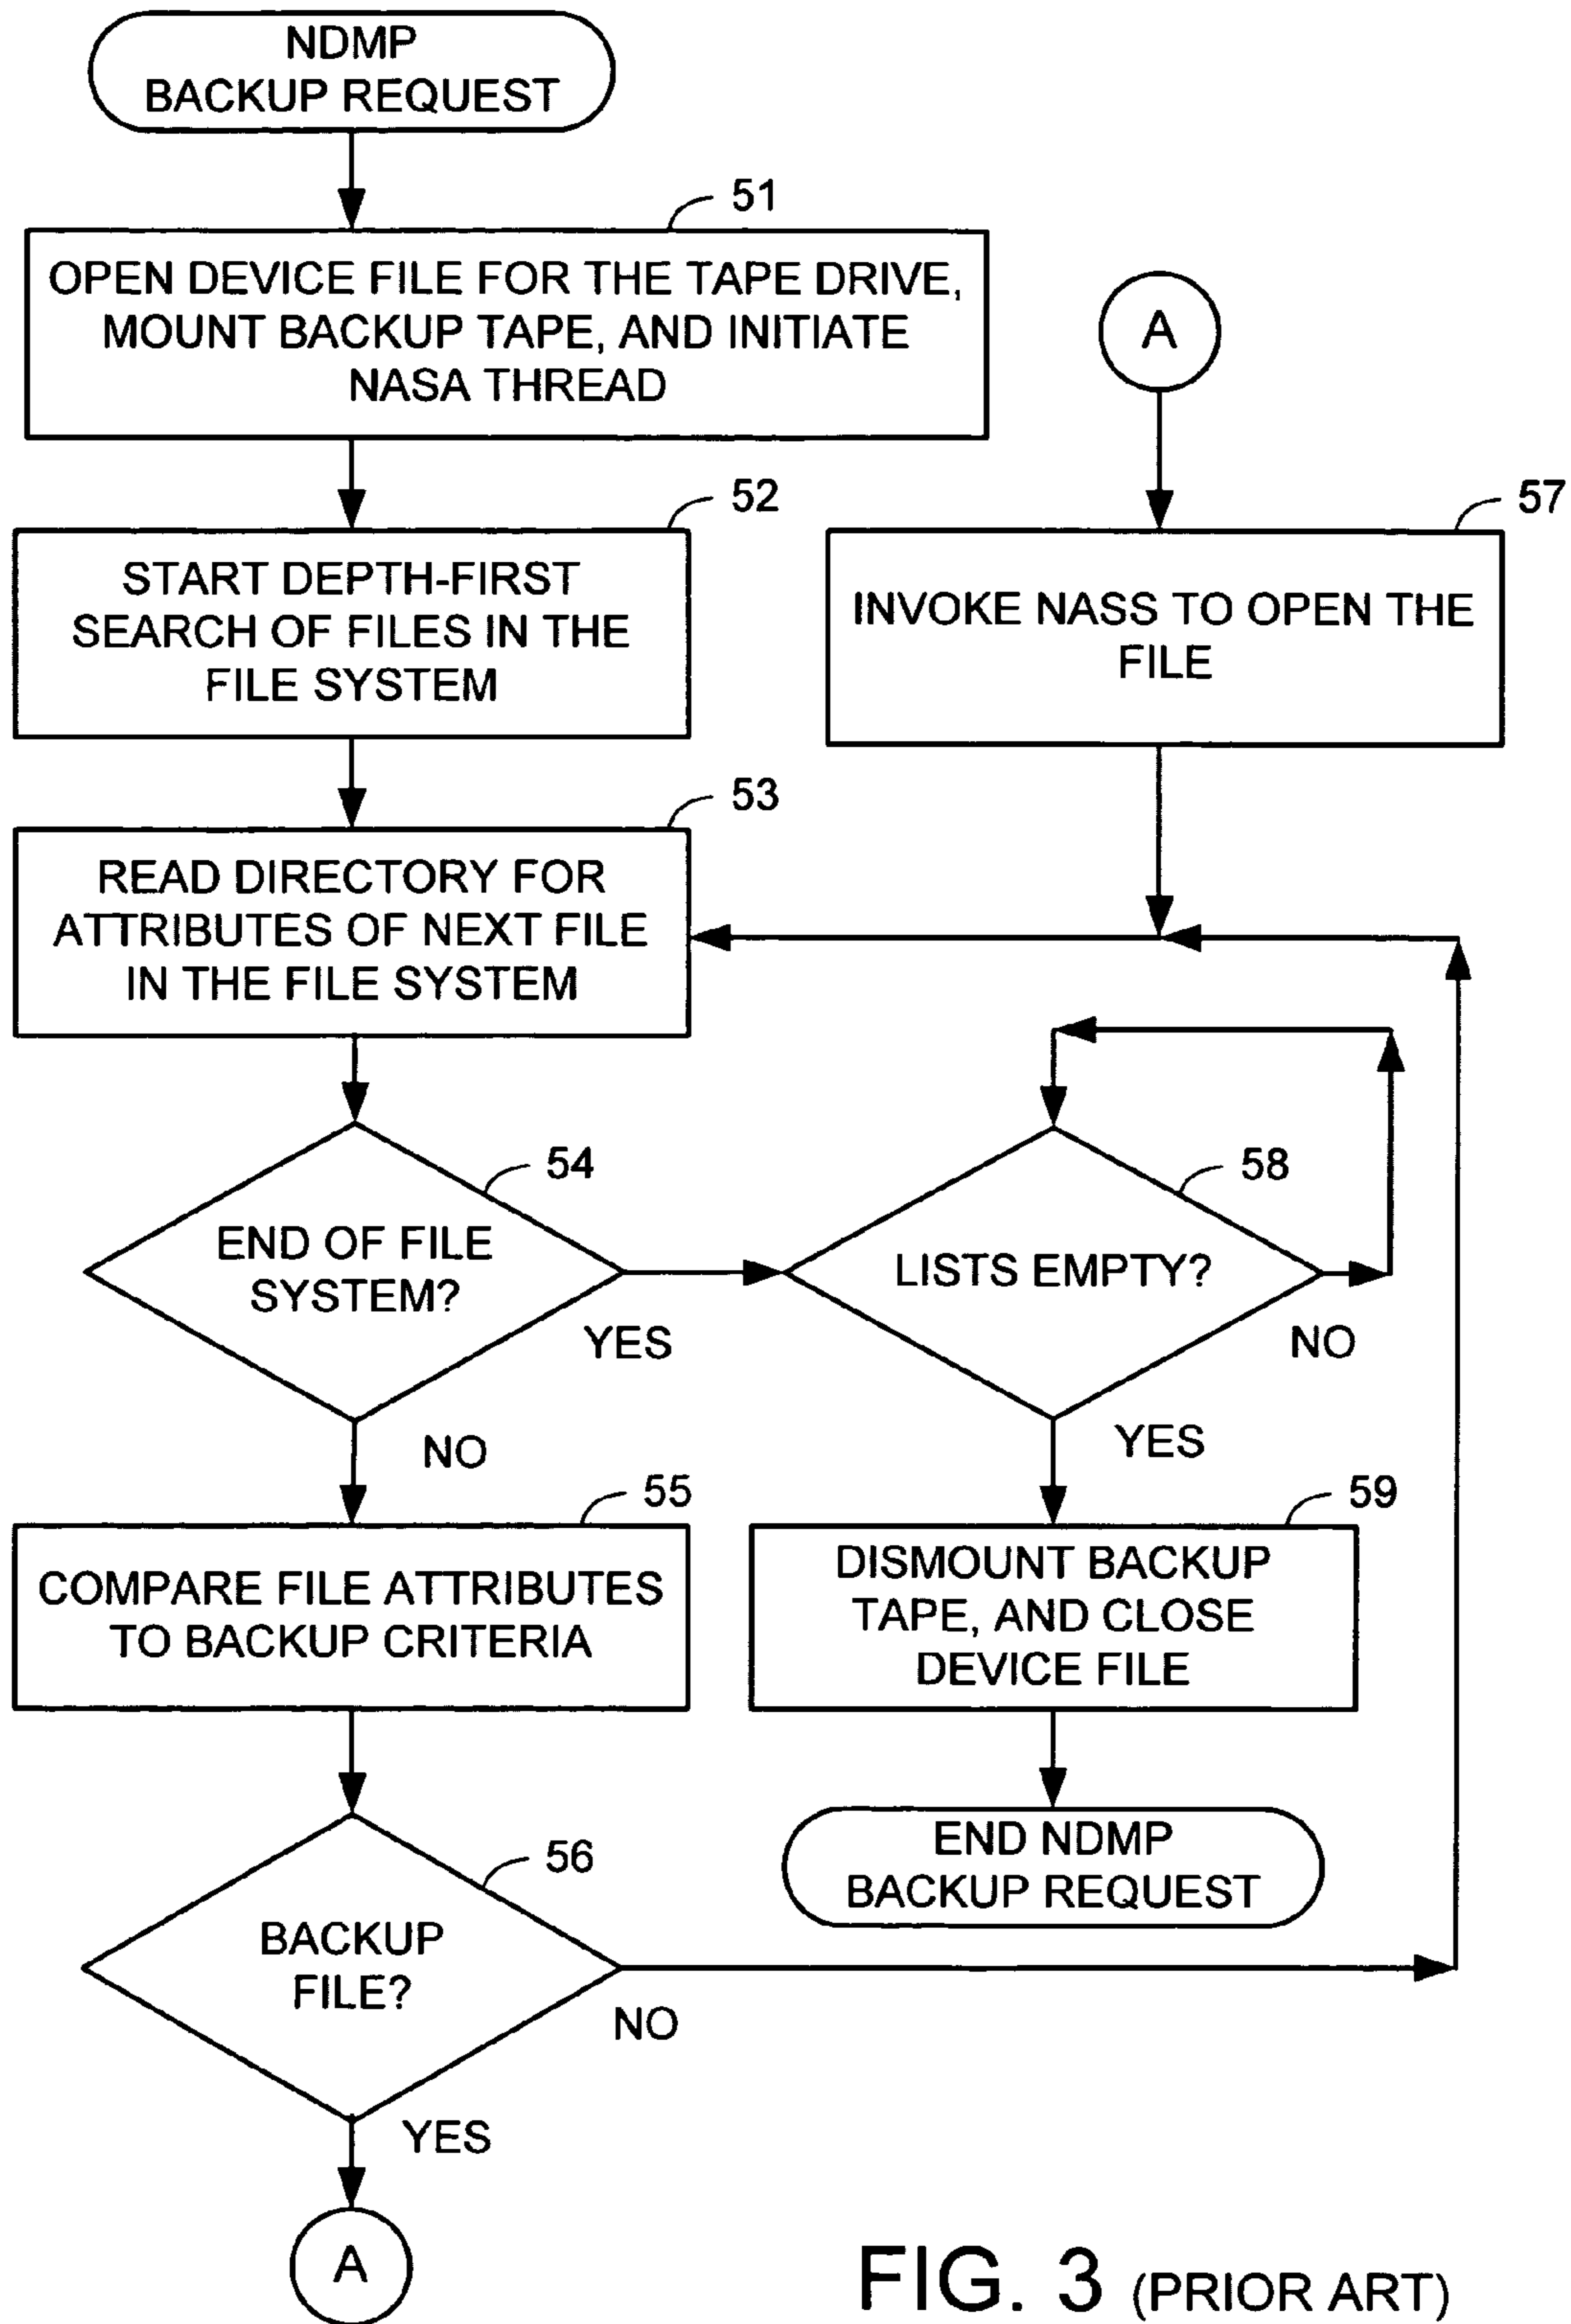 NDMP
BACKUP REQUEST
51
OPEN DEVICE FILE FOR THE TAPE DRIVE,
MOUNT BACKUP TAPE, AND INITIATE
NASA THREAD
52
START DEPTH-FIRST
SEARCH OF FILES IN THE
FILE SYSTEM
53
READ DIRECTORY FOR
ATTRIBUTES OF NEXT FILE
IN THE FILE SYSTEM
54
END OF FILE
SYSTEM?
YES
NO
55
COMPARE FILE ATTRIBUTES
TO BACKUP CRITERIA
56
BACKUP
FILE?
NO
YES
A
A
57
INVOKE NASS TO OPEN THE
FILE
58
LISTS EMPTY?
NO
YES
59
DISMOUNT BACKUP
TAPE, AND CLOSE
DEVICE FILE
END NDMP
BACKUP REQUEST
FIG. 3 (PRIOR ART)